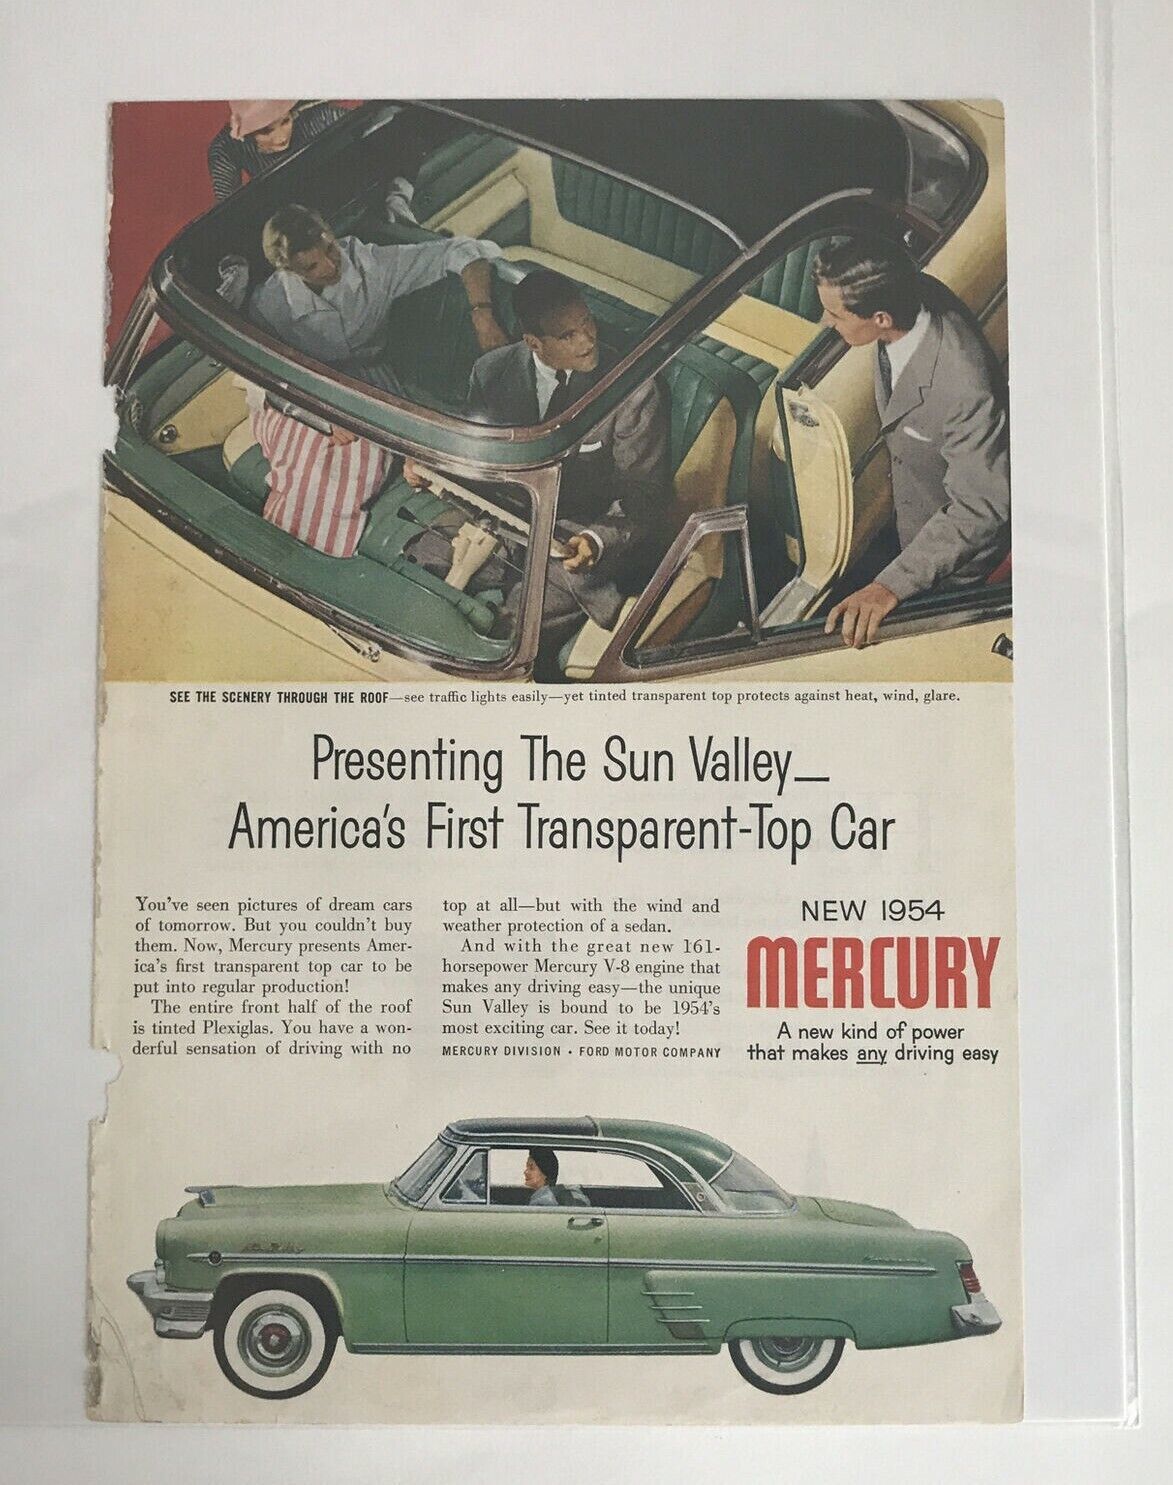 SEE THE SCENERY THROUGH THE ROOF—see traffic lights easily—yet tinted transparent top protects against heat, wind, glare.
Presenting The Sun Valley—
America's First Transparent-Top Car
You've seen pictures of dream cars
of tomorrow. But you couldn't buy
them. Now, Mercury presents Amer-
ica's first transparent top car to be
put into regular production!
The entire front half of the roof
is tinted Plexiglas. You have a won-
derful sensation of driving with no
top at all—but with the wind and
weather protection of a sedan.
And with the great new 161-
horsepower Mercury V-8 engine that
makes any driving easy—the unique
Sun Valley is bound to be 1954's
most exciting car. See it today!
MERCURY DIVISION • FORD MOTOR COMPANY
NEW 1954
MERCURY
A new kind of power
that makes any driving easy
Sun Valley